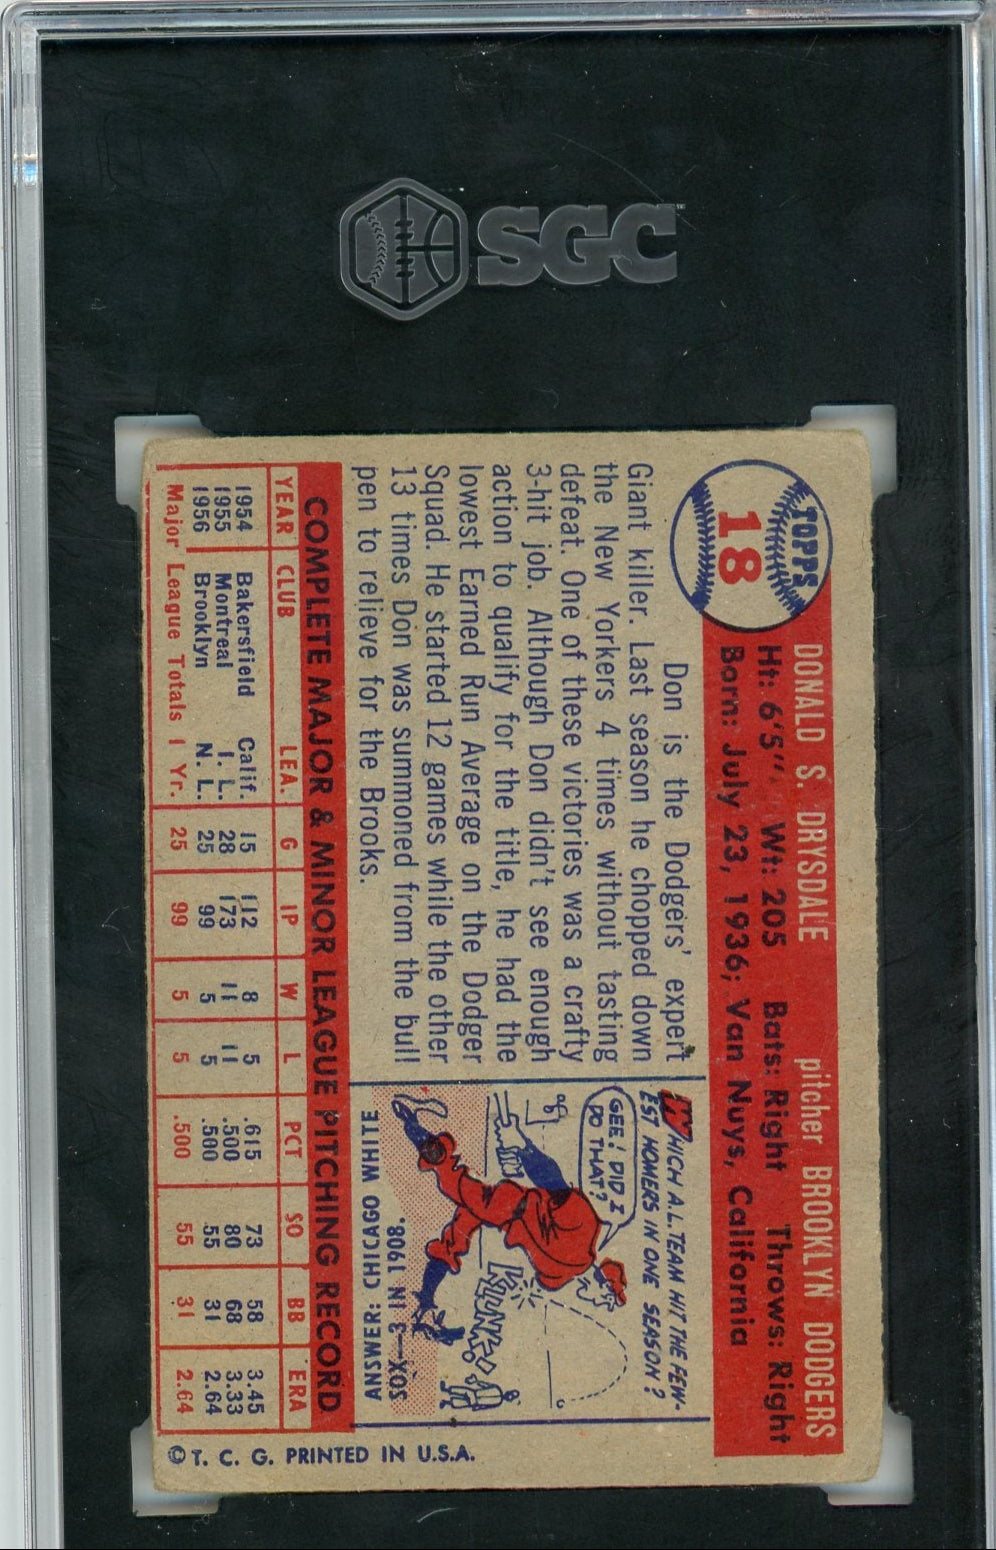 SGC
TOPPS
18
DONALD S. DRYSDALE pitcher BROOKLYN DODGERS
Ht: 6'5" Wt: 205 Bats: Right Throws: Right
Born: July 23, 1936; Van Nuys, California
Don is the Dodgers' expert
Giant killer. Last season he chopped down
the New Yorkers 4 times without tasting
defeat. One of these victories was a crafty
3-hit job. Although Don didn't see enough
action to qualify for the title, he had the
lowest Earned Run Average on the Dodger
Squad. He started 12 games while the other
13 times Don was summoned from the bull
pen to relieve for the Brooks.
WHICH A.L. TEAM HIT THE FEW-
EST HOMERS IN ONE SEASON?
GEE! DID I
DO THAT?
KLUNK!
ANSWER: CHICAGO WHITE
SOX—3 IN 1908.
COMPLETE MAJOR & MINOR LEAGUE PITCHING RECORD
YEAR CLUB LEA. G IP W L PCT SO BB ERA
1954 Bakersfield Calif. 15 112 8 5 .615 73 58 3.45
1955 Montreal I. L. 28 173 11 11 .500 80 68 3.33
1956 Brooklyn N. L. 25 99 5 5 .500 55 31 2.64
Major League Totals 1 Yr. 25 99 5 5 .500 55 31 2.64
© T. C. G. PRINTED IN U.S.A.